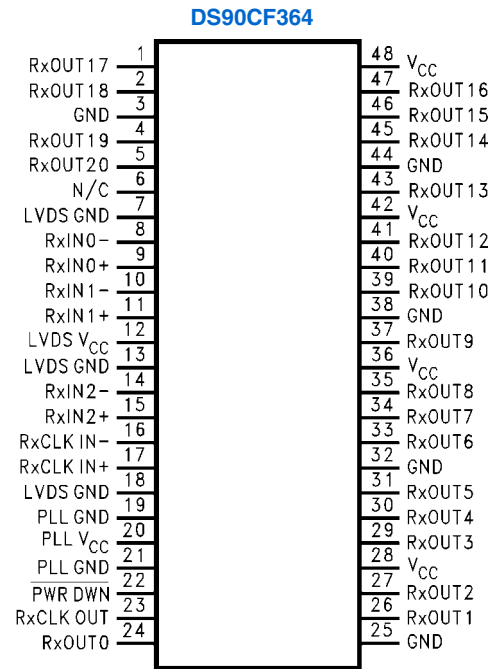 DS90CF364
RxOUT17 1
RxOUT18 2
GND 3
RxOUT19 4
RxOUT20 5
N/C 6
LVDS GND 7
RxIN0− 8
RxIN0+ 9
RxIN1− 10
RxIN1+ 11
LVDS VCC 12
LVDS GND 13
RxIN2− 14
RxIN2+ 15
RxCLK IN− 16
RxCLK IN+ 17
LVDS GND 18
PLL GND 19
PLL VCC 20
PLL GND 21
PWR DWN 22
RxCLK OUT 23
RxOUT0 24
48 VCC
47 RxOUT16
46 RxOUT15
45 RxOUT14
44 GND
43 RxOUT13
42 VCC
41 RxOUT12
40 RxOUT11
39 RxOUT10
38 GND
37 RxOUT9
36 VCC
35 RxOUT8
34 RxOUT7
33 RxOUT6
32 GND
31 RxOUT5
30 RxOUT4
29 RxOUT3
28 VCC
27 RxOUT2
26 RxOUT1
25 GND